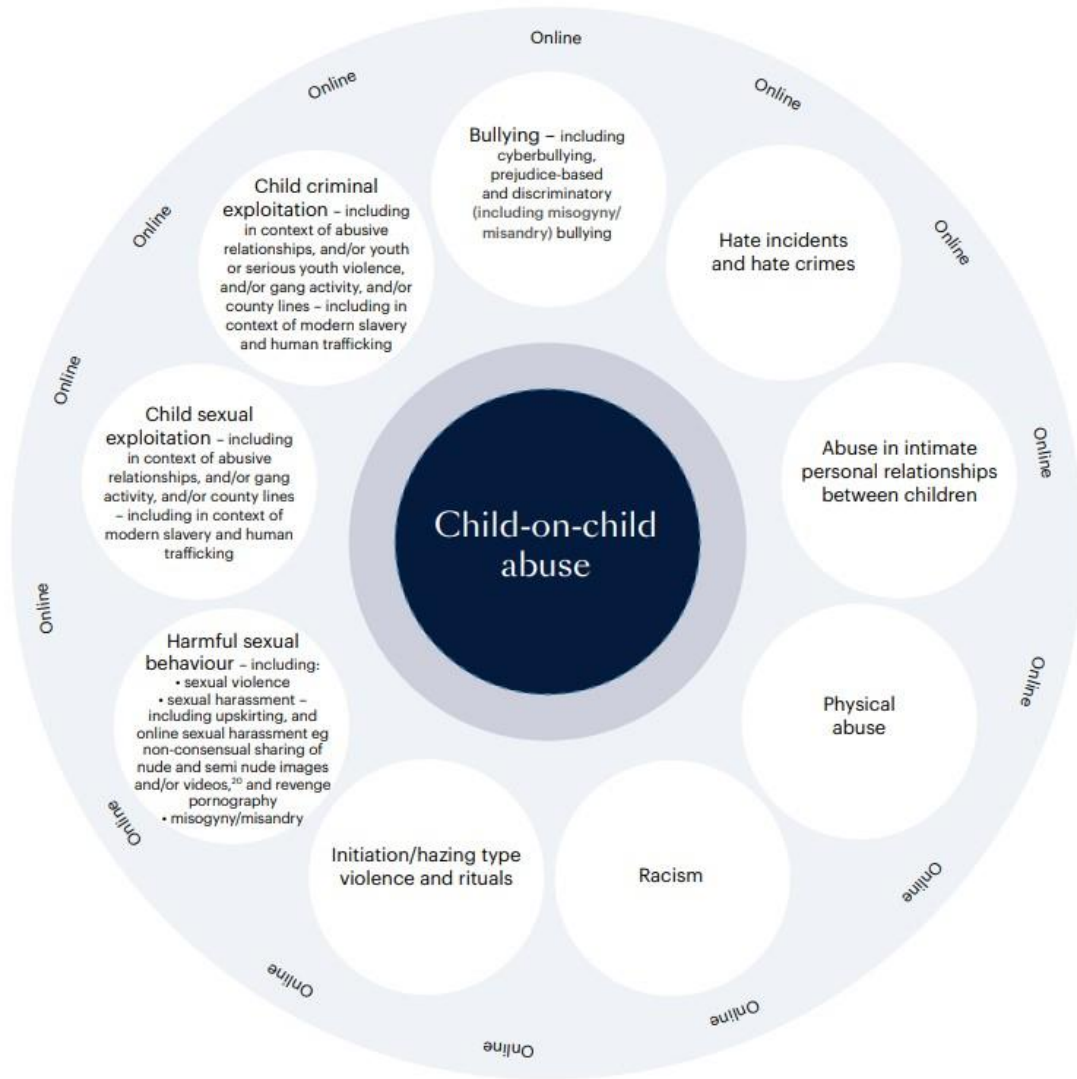 Online
Online
Online
Online
Online
Online
Online
Online
Online
Online
Online
Online
Online
Online
Bullying – including
cyberbullying,
prejudice-based
and discriminatory
(including misogyny/
misandry) bullying
Hate incidents
and hate crimes
Abuse in intimate
personal relationships
between children
Physical
abuse
Racism
Initiation/hazing type
violence and rituals
Harmful sexual
behaviour – including:
• sexual violence
• sexual harassment –
including upskirting, and
online sexual harassment eg
non-consensual sharing of
nude and semi nude images
and/or videos,²⁰ and revenge
pornography
• misogyny/misandry
Child sexual
exploitation – including
in context of abusive
relationships, and/or gang
activity, and/or county lines
– including in context of
modern slavery and human
trafficking
Child criminal
exploitation – including
in context of abusive
relationships, and/or youth
or serious youth violence,
and/or gang activity, and/or
county lines – including in
context of modern slavery
and human trafficking
Child-on-child
abuse